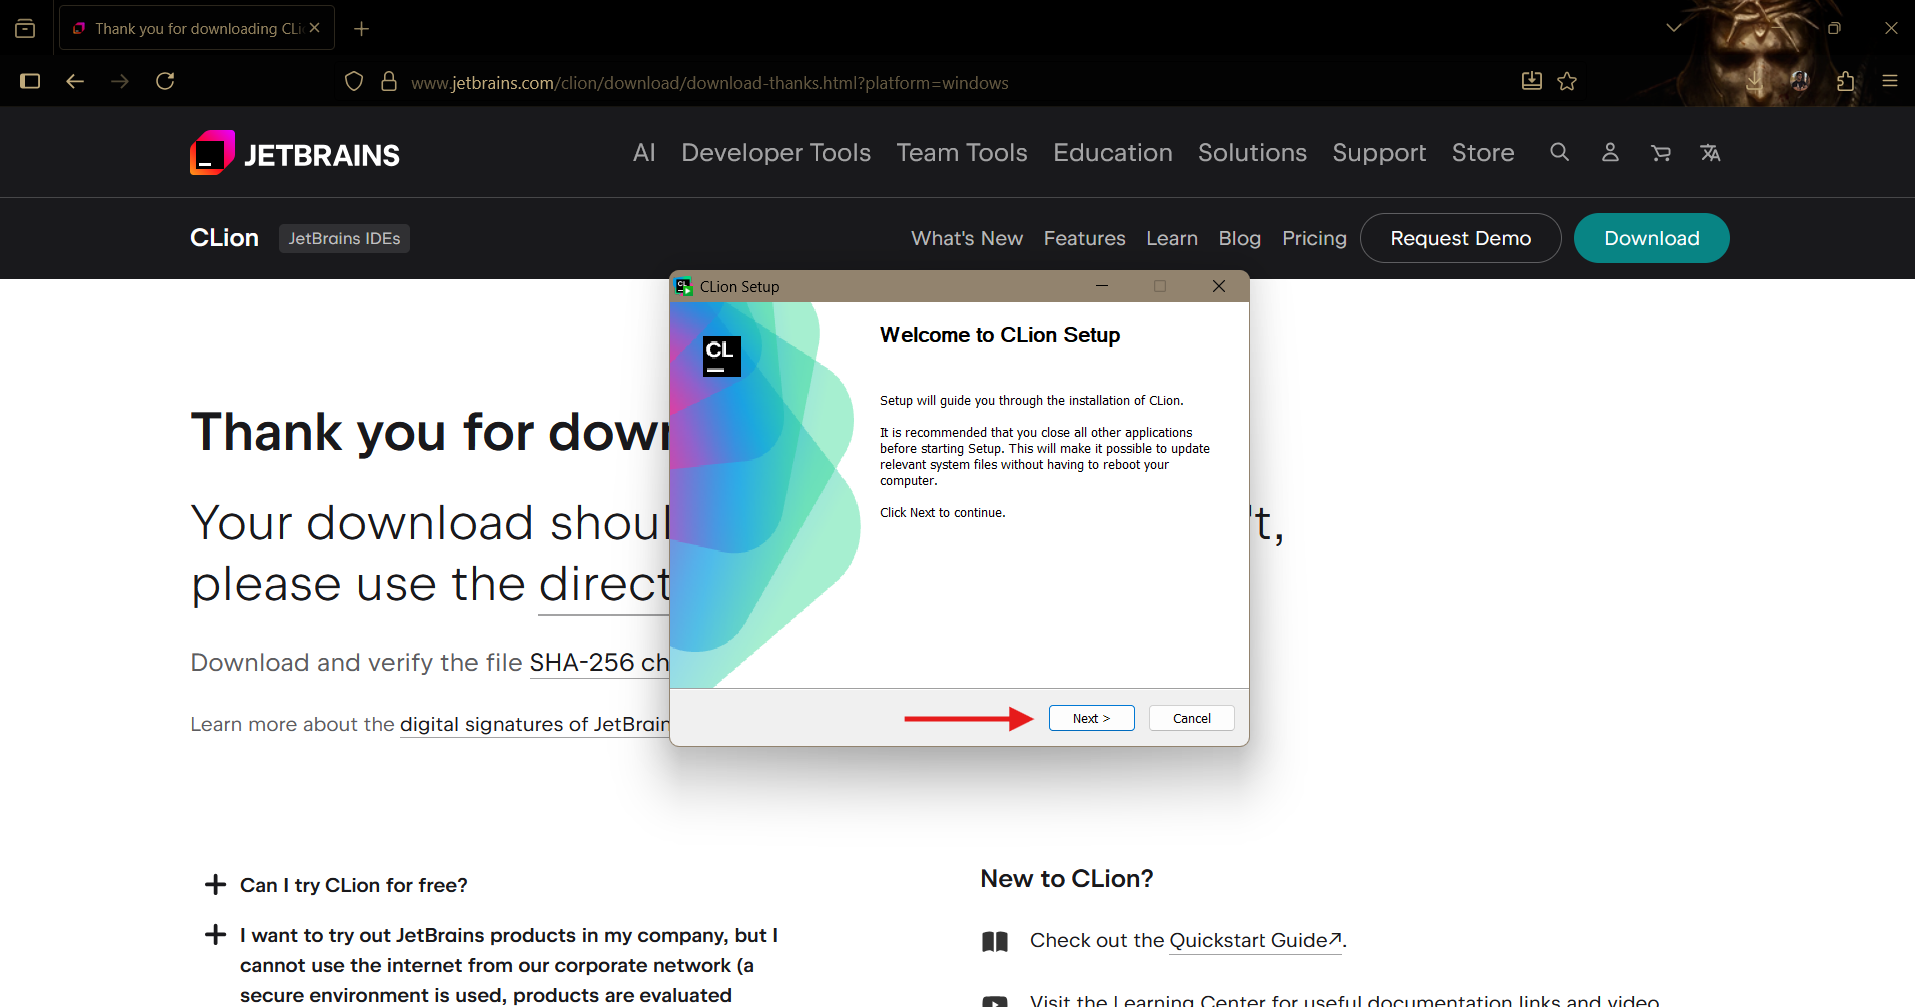 Thank you for downloading CLi
www.jetbrains.com/clion/download/download-thanks.html?platform=windows
JETBRAINS
AI Developer Tools Team Tools Education Solutions Support Store
CLion JetBrains IDEs What's New Features Learn Blog Pricing Request Demo Download
CLion Setup
CL
Welcome to CLion Setup
Setup will guide you through the installation of CLion.
It is recommended that you close all other applications
before starting Setup. This will make it possible to update
relevant system files without having to reboot your
computer.
Click Next to continue.
Next > Cancel
Thank you for dow
Your download shoul 't,
please use the direct
Download and verify the file SHA-256 ch
Learn more about the digital signatures of JetBrain
Can I try CLion for free?
I want to try out JetBrains products in my company, but I
cannot use the internet from our corporate network (a
secure environment is used, products are evaluated
New to CLion?
Check out the Quickstart Guide↗.
Visit the Learning Center for useful documentation links and video